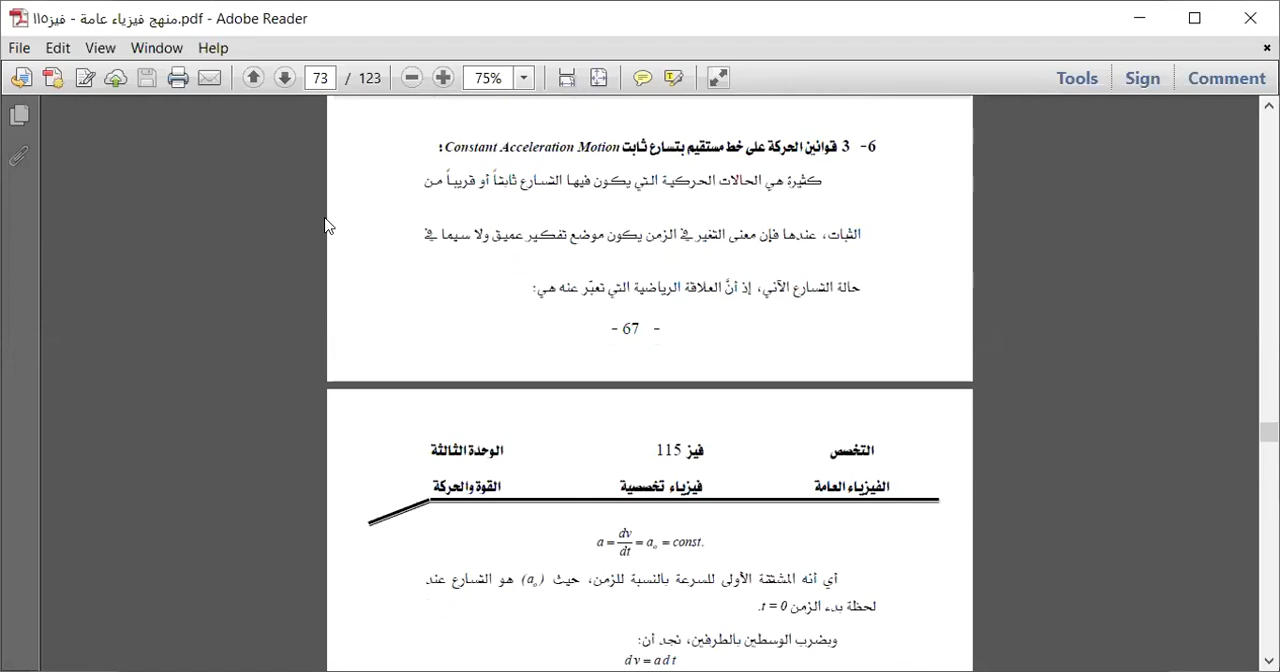 منهج فيزياء عامة - فيز١١٥.pdf - Adobe Reader
File Edit View Window Help
73 / 123 75% Tools Sign Comment
6- 3 قوانين الحركة على خط مستقيم بتسارع ثابت Constant Acceleration Motion :
كثيرة هي الحالات الحركية التي يكون فيها التسارع ثابتاً أو قريباً من
الثبات، عندها فإن معنى التغير في الزمن يكون موضع تفكير عميق ولا سيما في
حالة التسارع الآني، إذ أنَّ العلاقة الرياضية التي تعبّر عنه هي:
- 67 -
التخصص فيز 115 الوحدة الثالثة
الفيزياء العامة فيزياء تخصصية القوة والحركة
a = dv/dt = a₀ = const.
أي أنه المشتقة الأولى للسرعة بالنسبة للزمن، حيث (a₀) هو التسارع عند
لحظة بدء الزمن t = 0.
وبضرب الوسطين بالطرفين، نجد أن:
dv = a dt